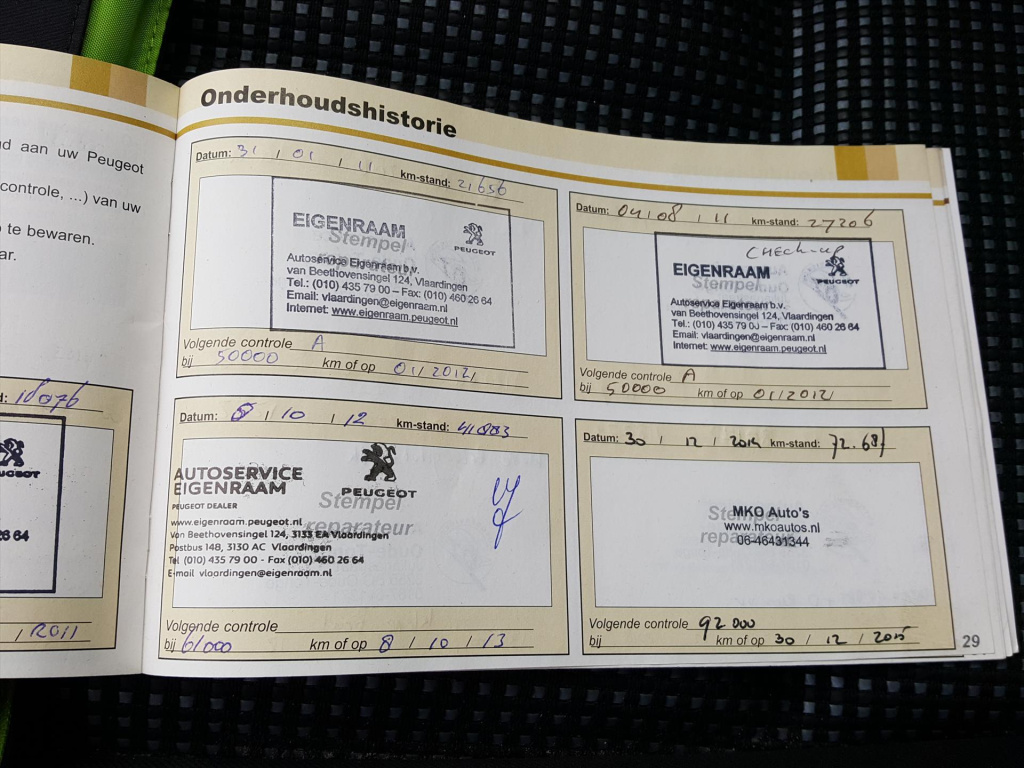 Onderhoudshistorie
d aan uw Peugeot
controle, ...) van uw
te bewaren.
ar.
18076
PEUGEOT
26 64
/ 2011
Datum: 31 / 01 / 11 km-stand: 21656
EIGENRAAM
Stempel
PEUGEOT
Autoservice Eigenraam b.v.
van Beethovensingel 124, Vlaardingen
Tel.: (010) 435 79 00 – Fax: (010) 460 26 64
Email: vlaardingen@eigenraam.nl
Internet: www.eigenraam.peugeot.nl
Volgende controle A
bij 50000 km of op 01/2012/
Datum: 04/08 / 11 km-stand: 27206
CHECK-UP
EIGENRAAM
Stempel
PEUGEOT
Autoservice Eigenraam b.v.
van Beethovensingel 124, Vlaardingen
Tel.: (010) 435 79 00 – Fax: (010) 460 26 64
Email: vlaardingen@eigenraam.nl
Internet: www.eigenraam.peugeot.nl
Volgende controle A
bij 50000 km of op 01/2012/
Datum: 8 / 10 / 12 km-stand: 41883
AUTOSERVICE
EIGENRAAM
PEUGEOT
PEUGEOT DEALER
Stempel
reparateur
www.eigenraam.peugeot.nl
van Beethovensingel 124, 3133 EA Vlaardingen
Postbus 148, 3130 AC Vlaardingen
Tel (010) 435 79 00 - Fax (010) 460 26 64
E-mail vlaardingen@eigenraam.nl
Volgende controle
bij 61000 km of op 8 / 10 / 13
Datum: 30 / 12 / 2014 km-stand: 72.687
Stempel
reparateur
MKO Auto's
www.mkoautos.nl
06-46431344
Volgende controle 92 000
bij km of op 30 / 12 / 2015
29